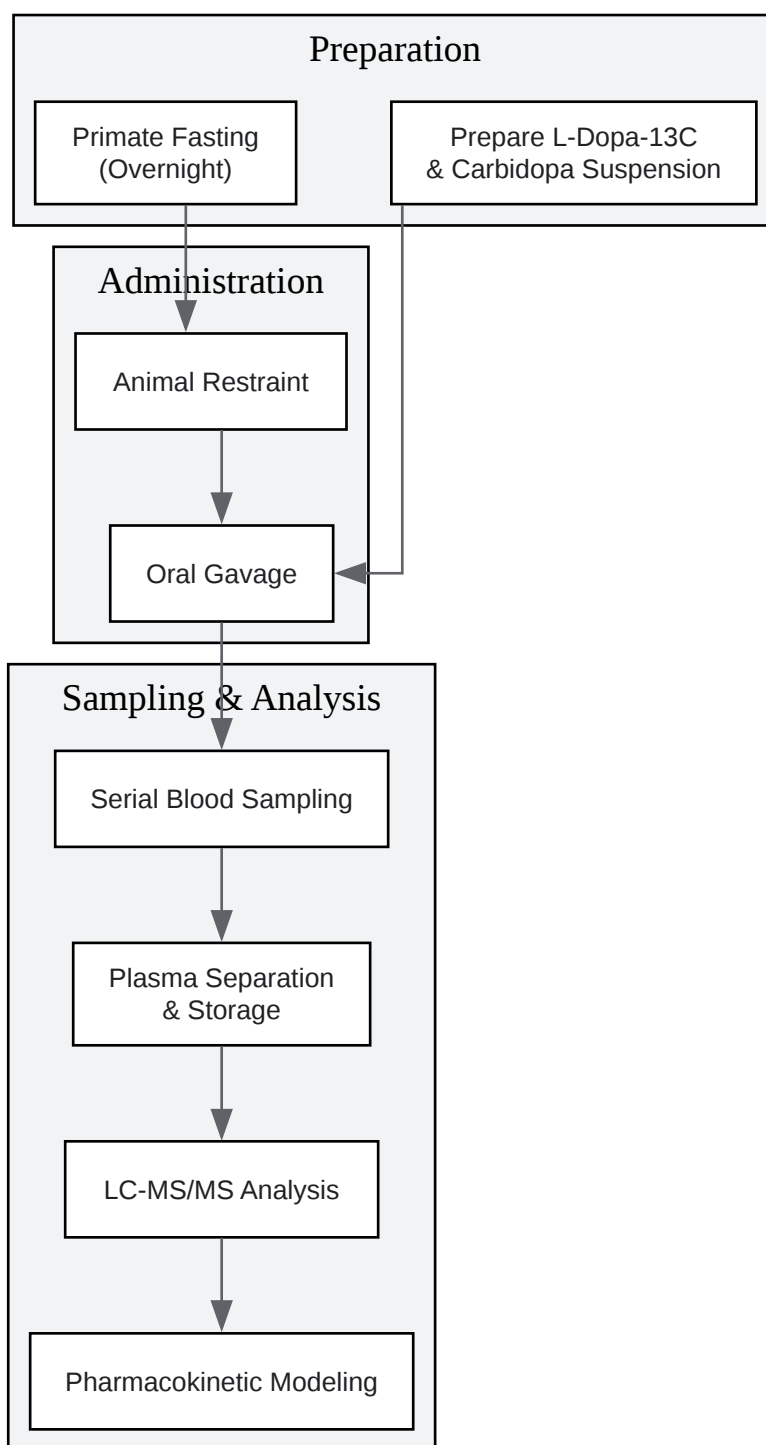 Preparation
Primate Fasting
(Overnight)
Prepare L-Dopa-13C
& Carbidopa Suspension
Administration
Animal Restraint
Oral Gavage
Sampling & Analysis
Serial Blood Sampling
Plasma Separation
& Storage
LC-MS/MS Analysis
Pharmacokinetic Modeling